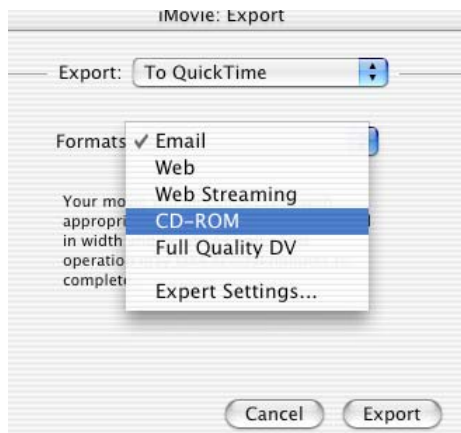 iMovie: Export
Export: To QuickTime
Formats ✓ Email
Web
Web Streaming
CD-ROM
Full Quality DV
Expert Settings...
Your mo
appropri
in width
operatio
complet
Cancel Export